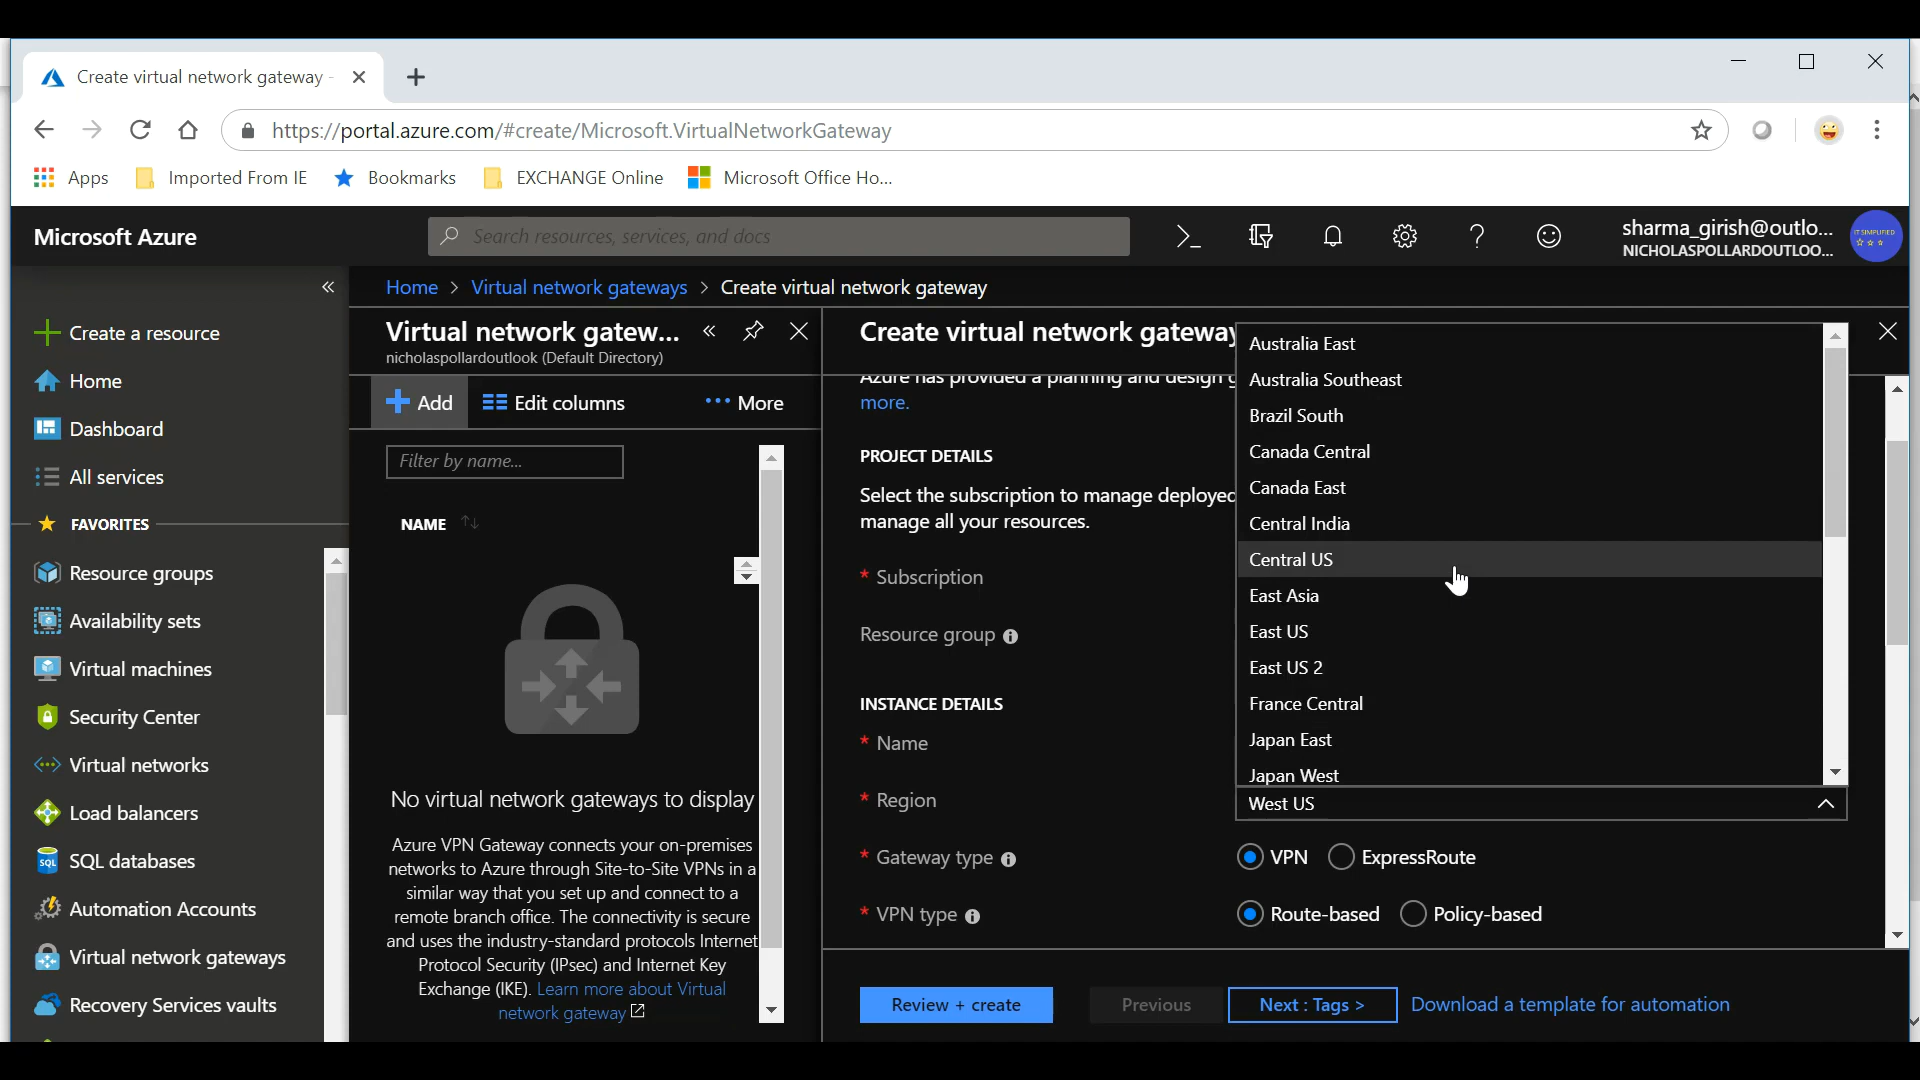 Create virtual network gateway -
https://portal.azure.com/#create/Microsoft.VirtualNetworkGateway
Apps
Imported From IE
Bookmarks
EXCHANGE Online
Microsoft Office Ho...
Microsoft Azure
Search resources, services, and docs
sharma_girish@outlo...
NICHOLASPOLLARDOUTLOO...
IT SIMPLIFIED
Create a resource
Home
Dashboard
All services
FAVORITES
Resource groups
Availability sets
Virtual machines
Security Center
Virtual networks
Load balancers
SQL
SQL databases
Automation Accounts
Virtual network gateways
Recovery Services vaults
Home > Virtual network gateways > Create virtual network gateway
Virtual network gatew...
nicholaspollardoutlook (Default Directory)
Add
Edit columns
More
Filter by name...
NAME
No virtual network gateways to display
Azure VPN Gateway connects your on-premises
networks to Azure through Site-to-Site VPNs in a
similar way that you set up and connect to a
remote branch office. The connectivity is secure
and uses the industry-standard protocols Internet
Protocol Security (IPsec) and Internet Key
Exchange (IKE). Learn more about Virtual
network gateway
Create virtual network gateway
Azure has provided a planning and design g
more.
PROJECT DETAILS
Select the subscription to manage deployed
manage all your resources.
* Subscription
Resource group
INSTANCE DETAILS
* Name
* Region
Australia East
Australia Southeast
Brazil South
Canada Central
Canada East
Central India
Central US
East Asia
East US
East US 2
France Central
Japan East
Japan West
West US
* Gateway type
VPN
ExpressRoute
* VPN type
Route-based
Policy-based
Review + create
Previous
Next : Tags >
Download a template for automation